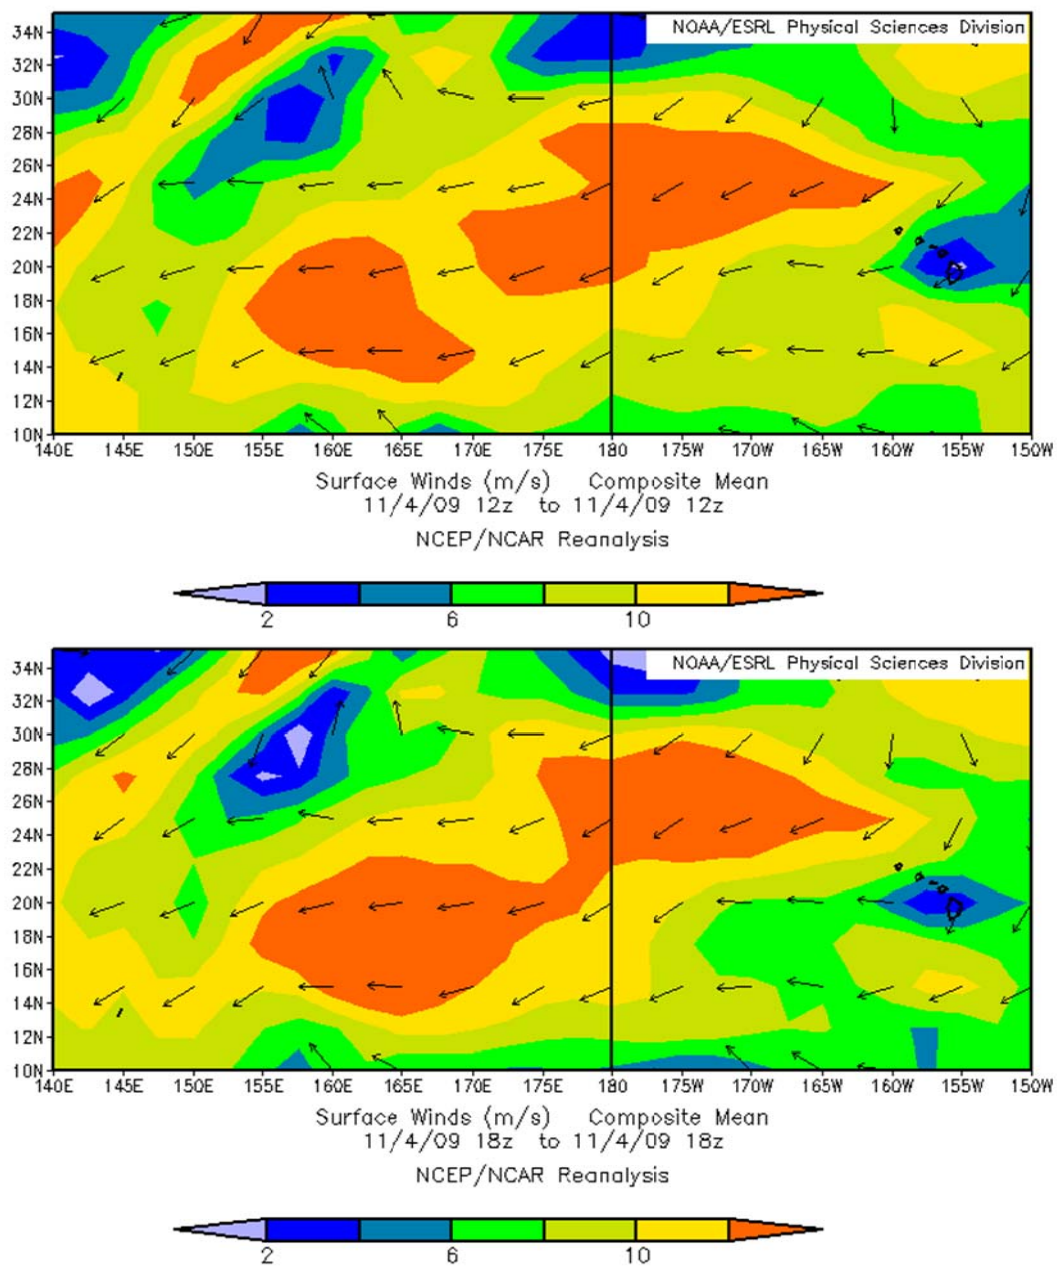 NOAA/ESRL Physical Sciences Division
34N
32N
30N
28N
26N
24N
22N
20N
18N
16N
14N
12N
10N
140E 145E 150E 155E 160E 165E 170E 175E 180 175W 170W 165W 160W 155W 150W
Surface Winds (m/s) Composite Mean
11/4/09 12z to 11/4/09 12z
NCEP/NCAR Reanalysis
2 6 10
NOAA/ESRL Physical Sciences Division
34N
32N
30N
28N
26N
24N
22N
20N
18N
16N
14N
12N
10N
140E 145E 150E 155E 160E 165E 170E 175E 180 175W 170W 165W 160W 155W 150W
Surface Winds (m/s) Composite Mean
11/4/09 18z to 11/4/09 18z
NCEP/NCAR Reanalysis
2 6 10